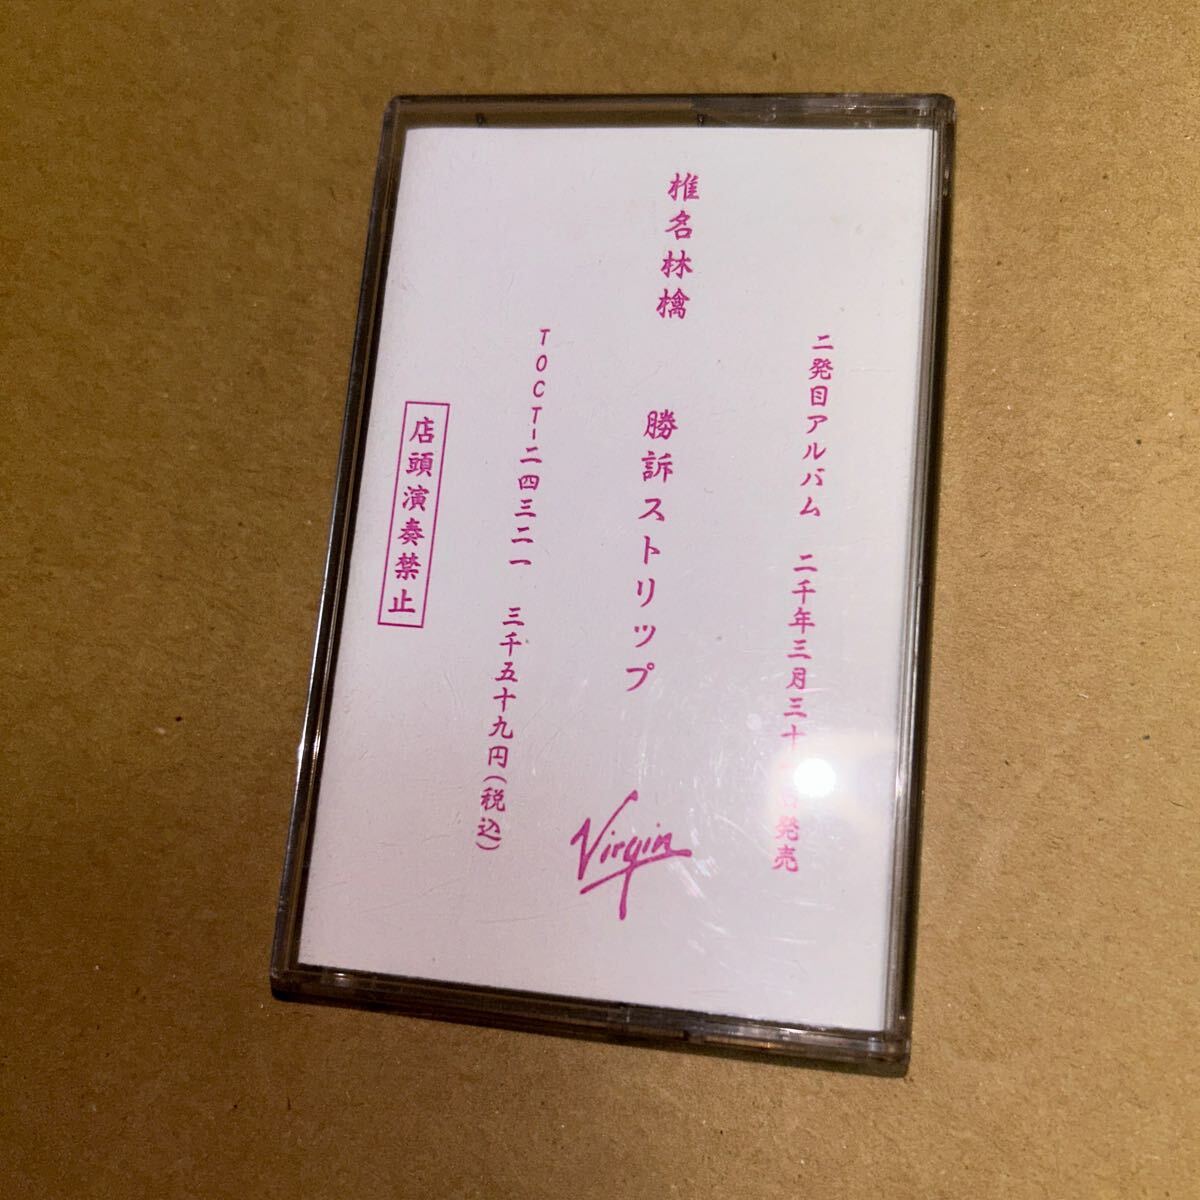 二発目アルバム 二千年三月三十 日発売
椎名林檎 勝訴ストリップ
Virgin
TOCT-二四三二一 三千五十九円(税込)
店頭演奏禁止